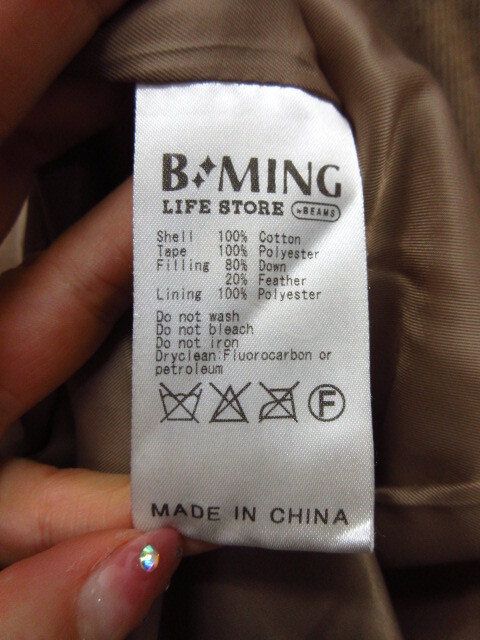 B MING
LIFE STORE by BEAMS
Shell 100% Cotton
Tape 100% Polyester
Filling 80% Down
20% Feather
Lining 100% Polyester
Do not wash
Do not bleach
Do not iron
Dryclean:Fluorocarbon or
petroleum
F
MADE IN CHINA